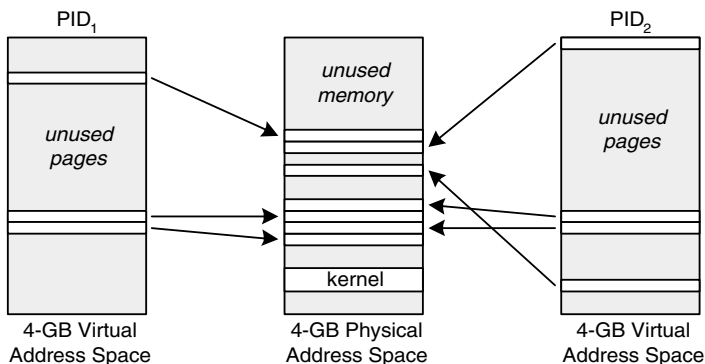 PID₁
PID₂
unused
memory
unused
pages
unused
pages
kernel
4-GB Virtual
Address Space
4-GB Physical
Address Space
4-GB Virtual
Address Space